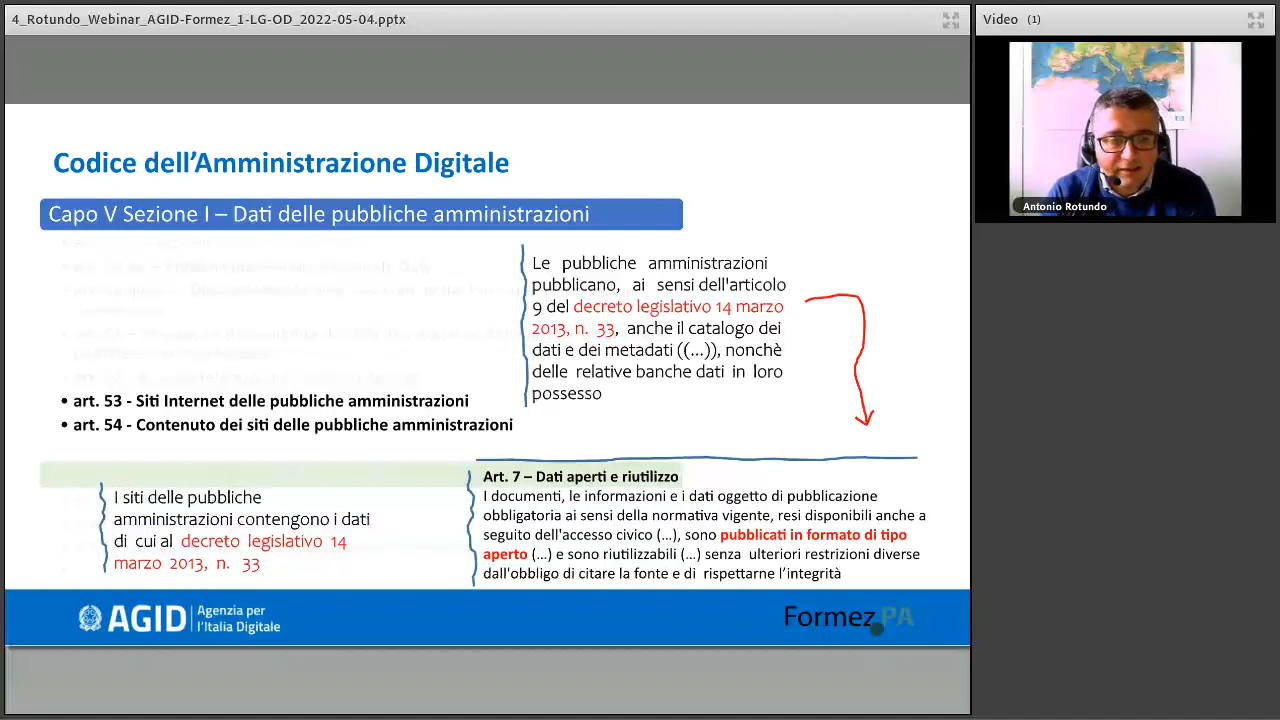 4_Rotundo_Webinar_AGID-Formez_1-LG-OD_2022-05-04.pptx
Video (1)
Antonio Rotundo
Codice dell'Amministrazione Digitale
Capo V Sezione I – Dati delle pubbliche amministrazioni
Le pubbliche amministrazioni
pubblicano, ai sensi dell'articolo
9 del decreto legislativo 14 marzo
2013, n. 33, anche il catalogo dei
dati e dei metadati ((...)), nonchè
delle relative banche dati in loro
possesso
• art. 53 - Siti Internet delle pubbliche amministrazioni
• art. 54 - Contenuto dei siti delle pubbliche amministrazioni
I siti delle pubbliche
amministrazioni contengono i dati
di cui al decreto legislativo 14
marzo 2013, n. 33
Art. 7 – Dati aperti e riutilizzo
I documenti, le informazioni e i dati oggetto di pubblicazione
obbligatoria ai sensi della normativa vigente, resi disponibili anche a
seguito dell'accesso civico (...), sono pubblicati in formato di tipo
aperto (...) e sono riutilizzabili (...) senza ulteriori restrizioni diverse
dall'obbligo di citare la fonte e di rispettarne l'integrità
AGID Agenzia per
l'Italia Digitale
Formez PA